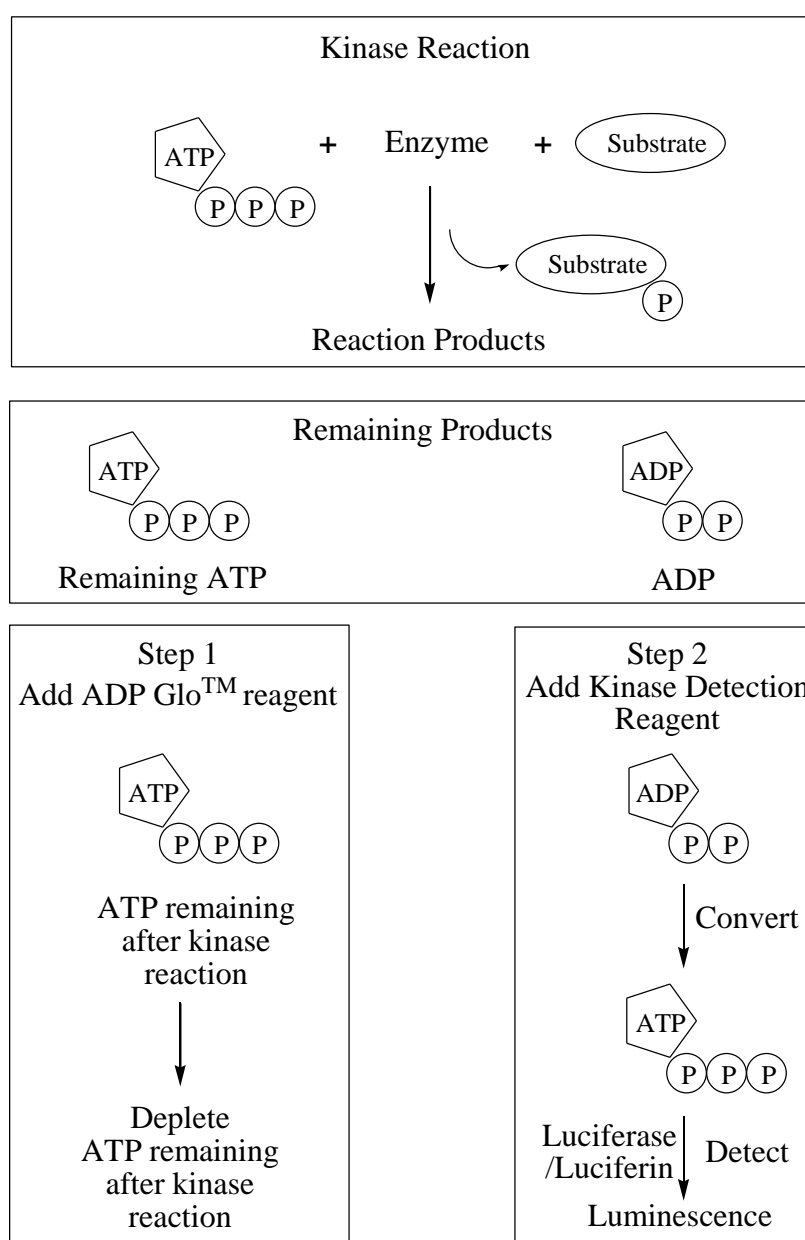 Kinase Reaction
ATP + Enzyme + Substrate
P P P
Substrate
P
Reaction Products
Remaining Products
ATP
P P P
Remaining ATP
ADP
P P
ADP
Step 1
Add ADP Glo™ reagent
ATP
P P P
ATP remaining
after kinase
reaction
Deplete
ATP remaining
after kinase
reaction
Step 2
Add Kinase Detection
Reagent
ADP
P P
Convert
ATP
P P P
Luciferase
/Luciferin
Detect
Luminescence